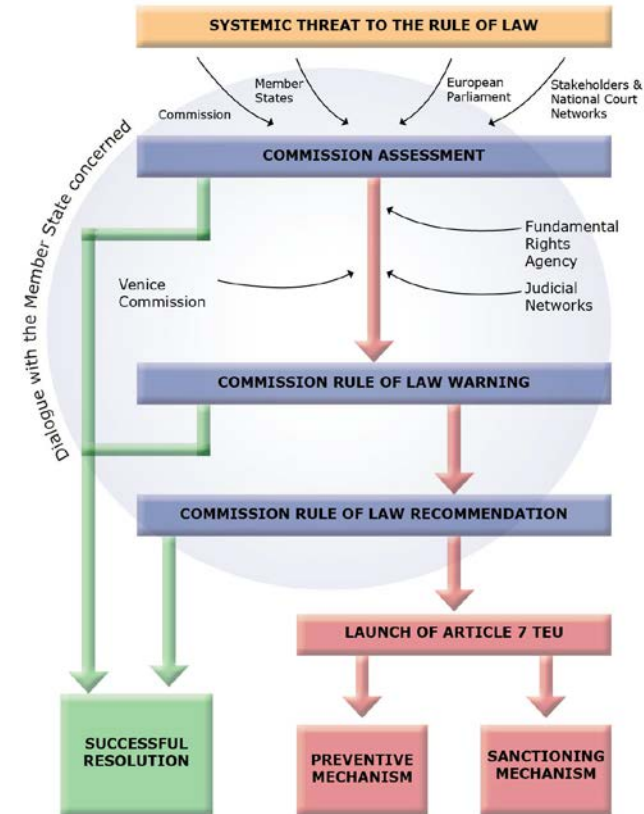 SYSTEMIC THREAT TO THE RULE OF LAW
Commission
Member
States
European
Parliament
Stakeholders &
National Court
Networks
COMMISSION ASSESSMENT
Dialogue with the Member State concerned
Fundamental
Rights
Agency
Venice
Commission
Judicial
Networks
COMMISSION RULE OF LAW WARNING
COMMISSION RULE OF LAW RECOMMENDATION
LAUNCH OF ARTICLE 7 TEU
SUCCESSFUL
RESOLUTION
PREVENTIVE
MECHANISM
SANCTIONING
MECHANISM